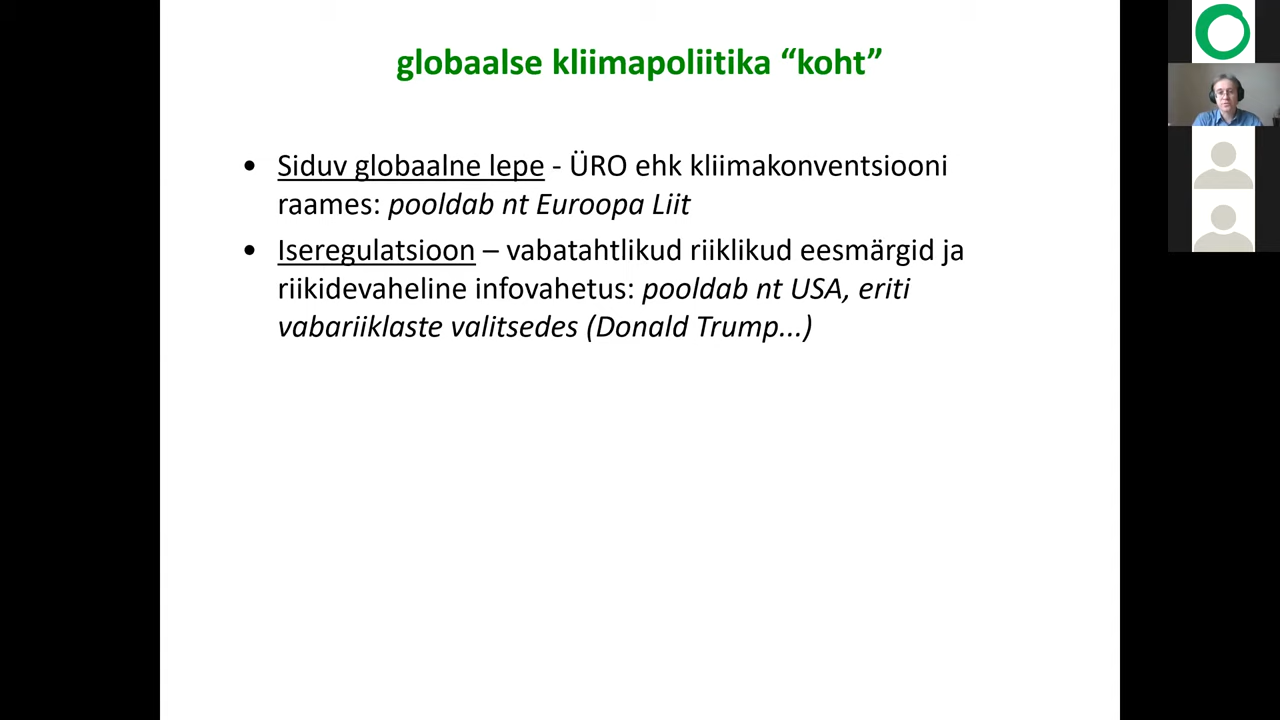 globaalse kliimapoliitika “koht”
• Siduv globaalne lepe - ÜRO ehk kliimakonventsiooni
raames: pooldab nt Euroopa Liit
• Iseregulatsioon – vabatahtlikud riiklikud eesmärgid ja
riikidevaheline infovahetus: pooldab nt USA, eriti
vabariiklaste valitsedes (Donald Trump...)